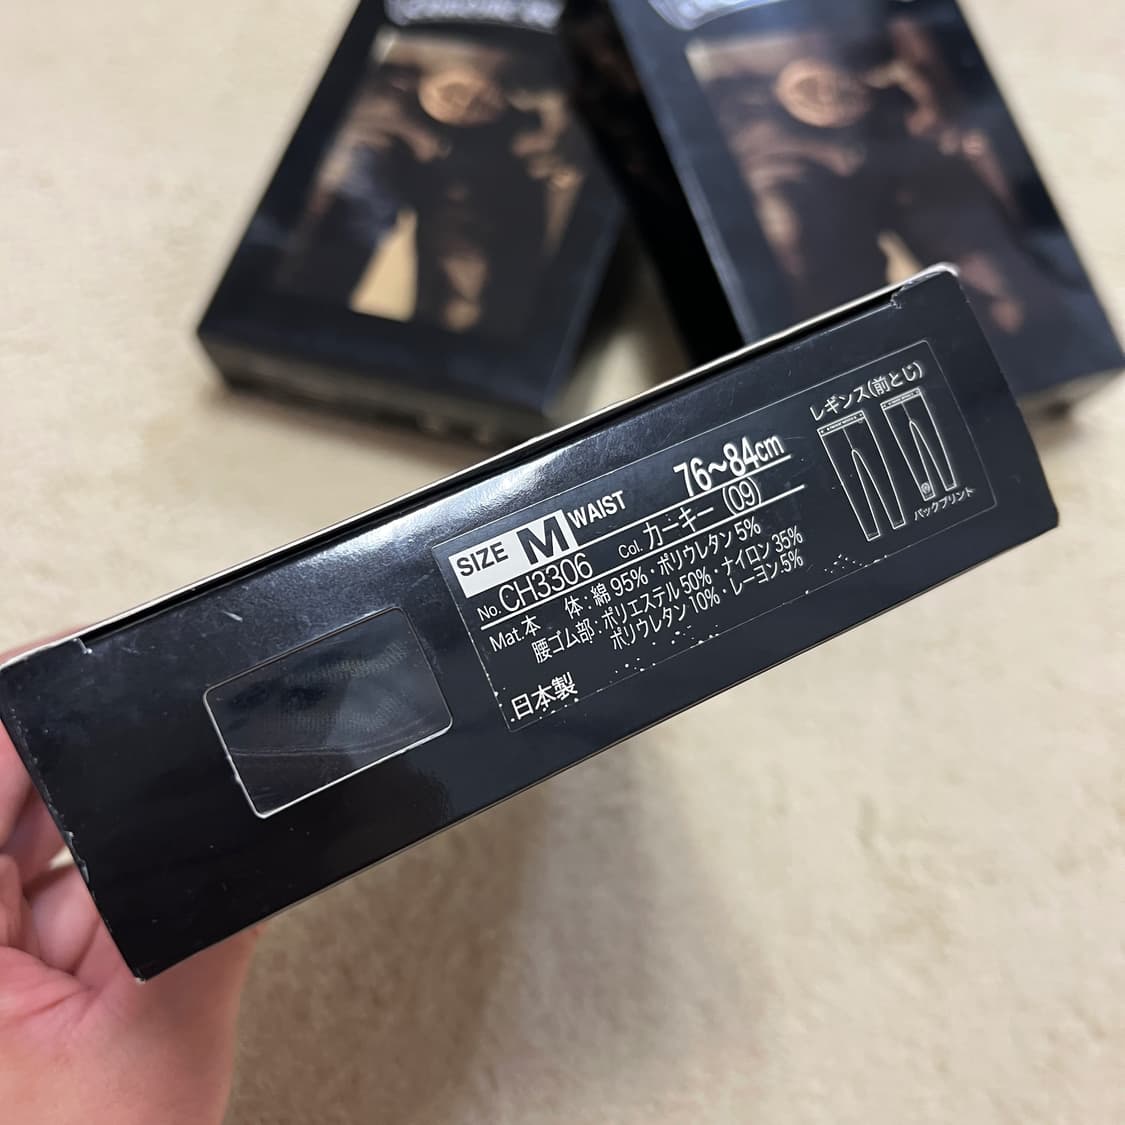 SIZE M WAIST 76~84cm
No. CH3306 Col. カーキー (09)
Mat. 本 体:綿 95%・ポリウレタン 5%
腰ゴム部:ポリエステル 50%・ナイロン 35%
ポリウレタン 10%・レーヨン 5%
日本製
レギンス(前とじ)
バックプリント